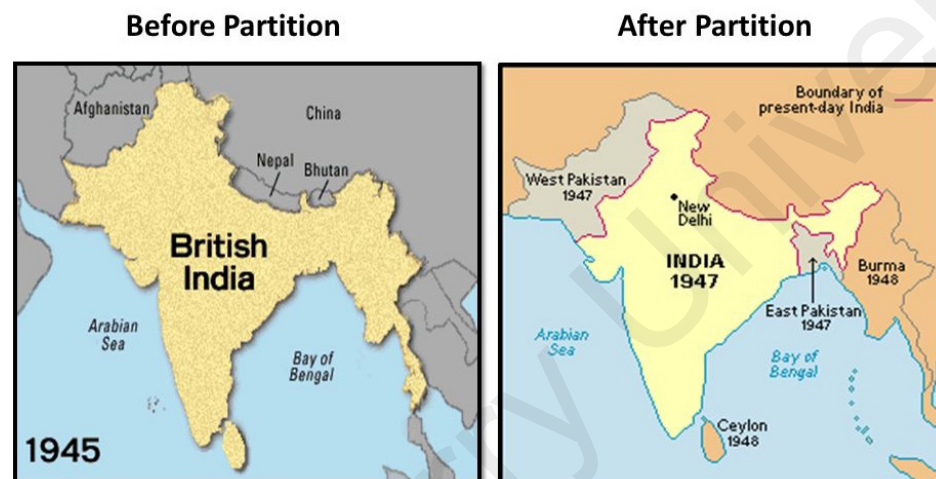 Before Partition
After Partition
Afghanistan
China
Nepal
Bhutan
British
India
Arabian
Sea
Bay of
Bengal
1945
Boundary of
present-day India
West Pakistan
1947
New
Delhi
INDIA
1947
Burma
1948
East Pakistan
1947
Arabian
Sea
Bay of
Bengal
Ceylon
1948